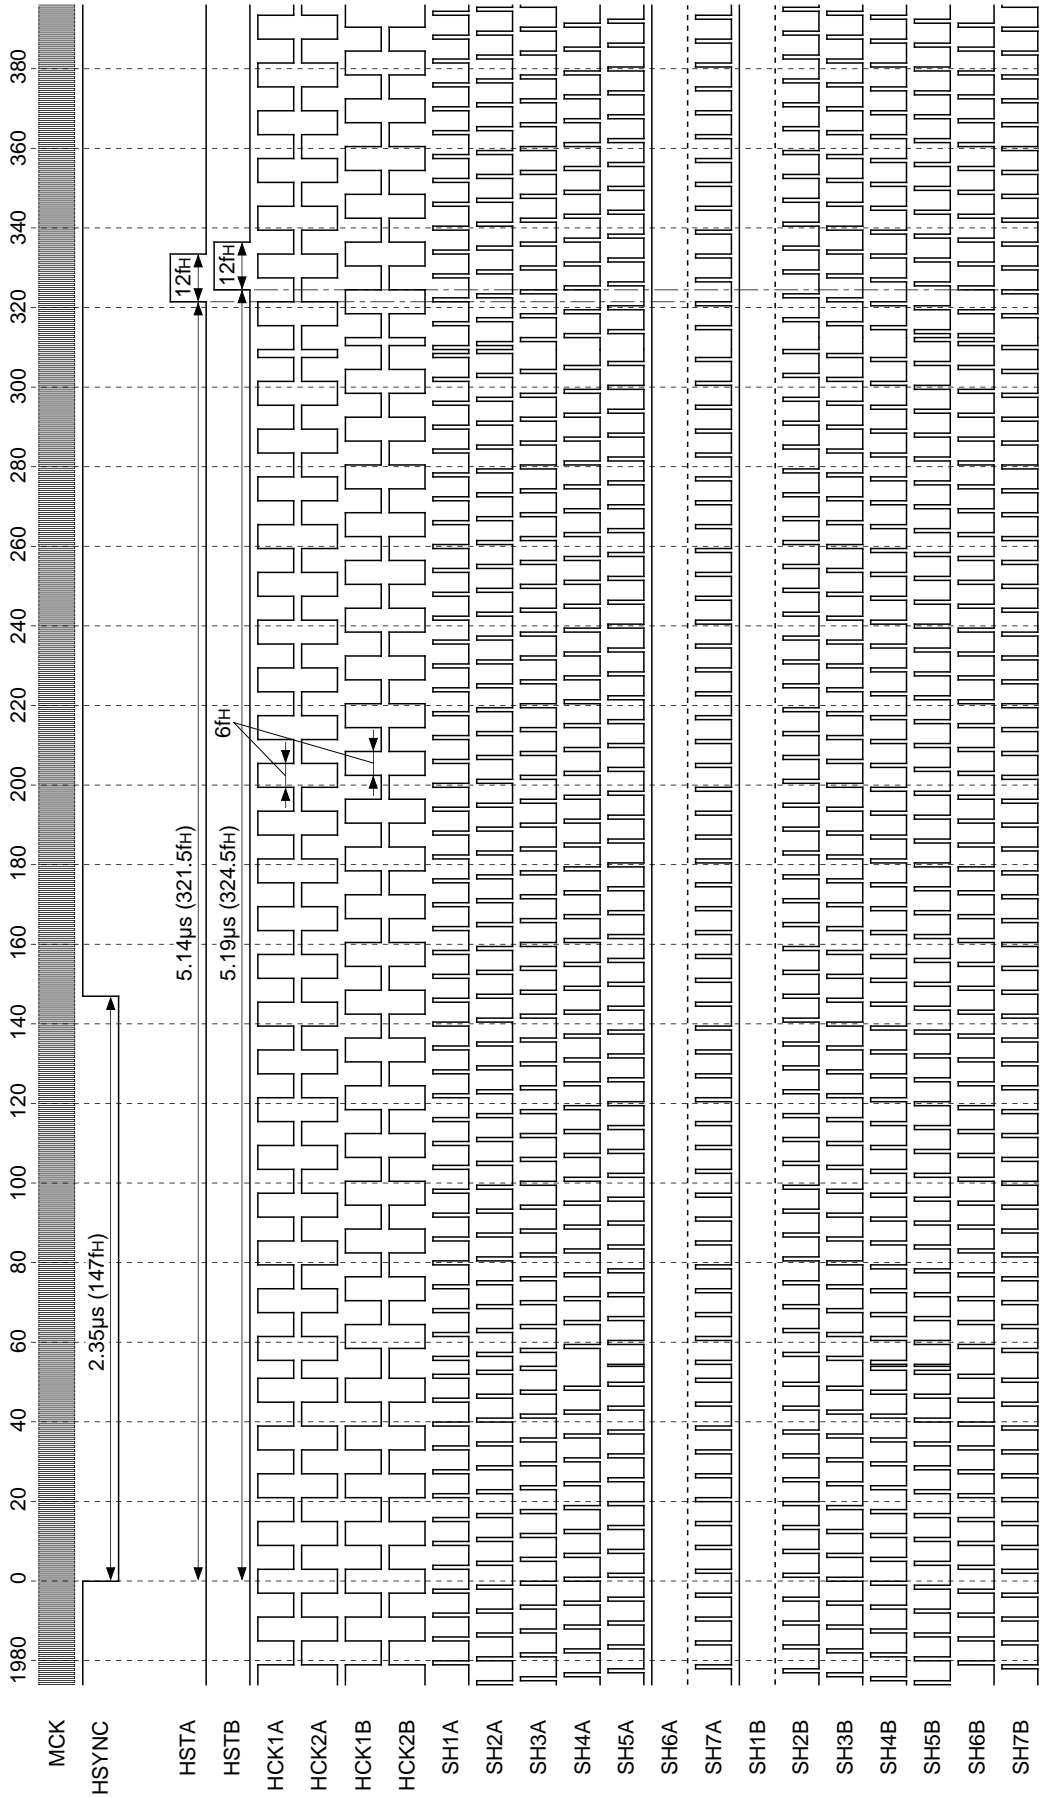 MCK
HSYNC
HSTA
HSTB
HCK1A
HCK2A
HCK1B
HCK2B
SH1A
SH2A
SH3A
SH4A
SH5A
SH6A
SH7A
SH1B
SH2B
SH3B
SH4B
SH5B
SH6B
SH7B
1980
0
20
40
60
80
100
120
140
160
180
200
220
240
260
280
300
320
340
360
380
2.35µs (147fH)
5.14µs (321.5fH)
12fH
5.19µs (324.5fH)
12fH
6fH